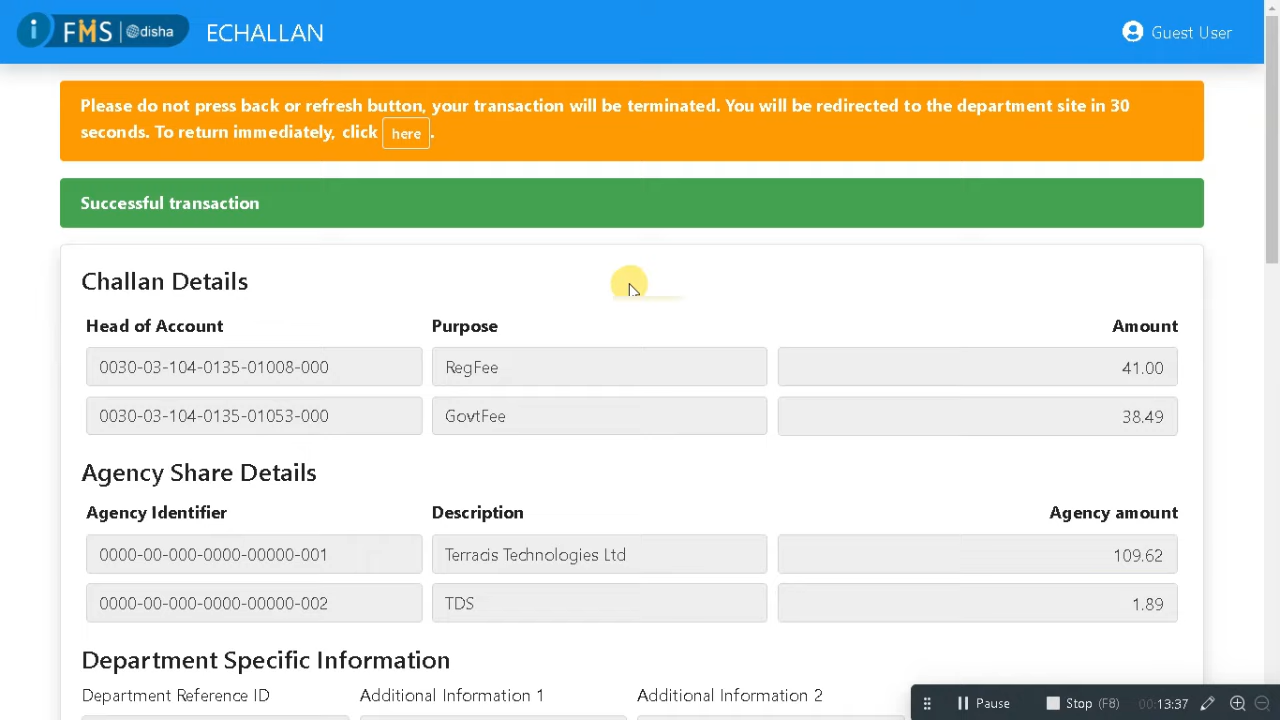 i FMS | @disha ECHALLAN Guest User
Please do not press back or refresh button, your transaction will be terminated. You will be redirected to the department site in 30
seconds. To return immediately, click here.
Successful transaction
Challan Details
Head of Account Purpose Amount
0030-03-104-0135-01008-000 RegFee 41.00
0030-03-104-0135-01053-000 GovtFee 38.49
Agency Share Details
Agency Identifier Description Agency amount
0000-00-000-0000-00000-001 Terracis Technologies Ltd 109.62
0000-00-000-0000-00000-002 TDS 1.89
Department Specific Information
Department Reference ID Additional Information 1 Additional Information 2
Pause Stop (F8) 00:13:37